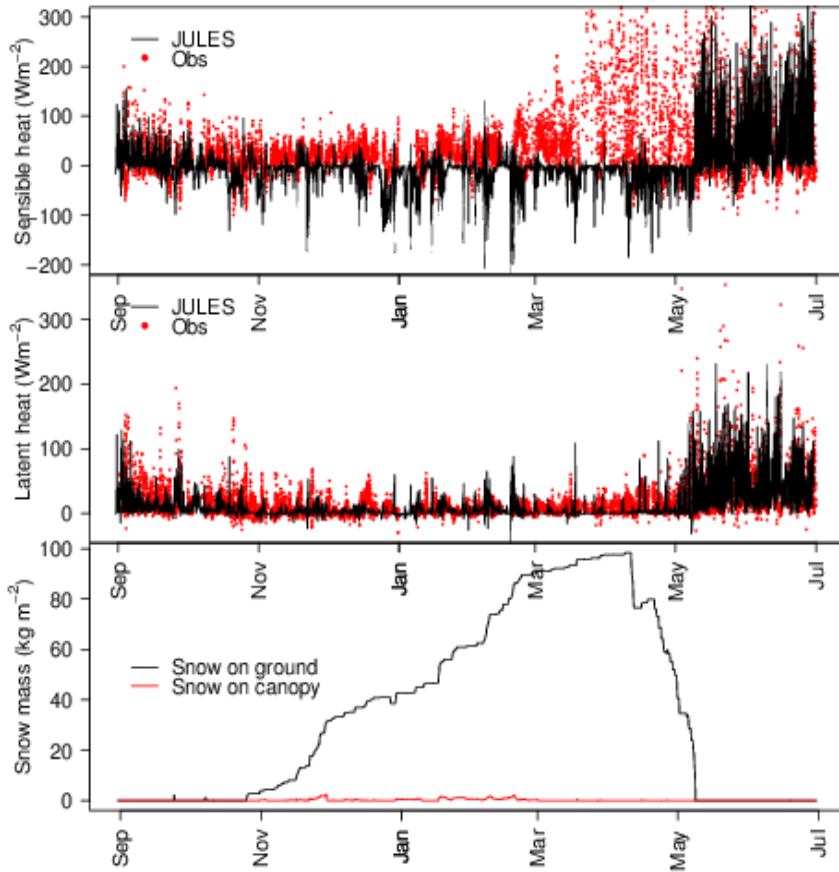 Sensible heat (Wm⁻²)
300
200
100
0
−100
−200
JULES
Obs
Sep
Nov
Jan
Mar
May
Jul
Latent heat (Wm⁻²)
300
200
100
0
JULES
Obs
Sep
Nov
Jan
Mar
May
Jul
Snow mass (kg m⁻²)
100
80
60
40
20
0
Snow on ground
Snow on canopy
Sep
Nov
Jan
Mar
May
Jul